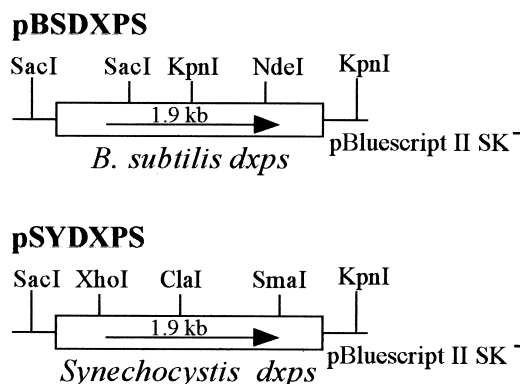 pBSDXPS
SacI SacI KpnI NdeI KpnI
1.9 kb
B. subtilis dxps
pBluescript II SK⁻
pSYDXPS
SacI XhoI ClaI SmaI KpnI
1.9 kb
Synechocystis dxps
pBluescript II SK⁻